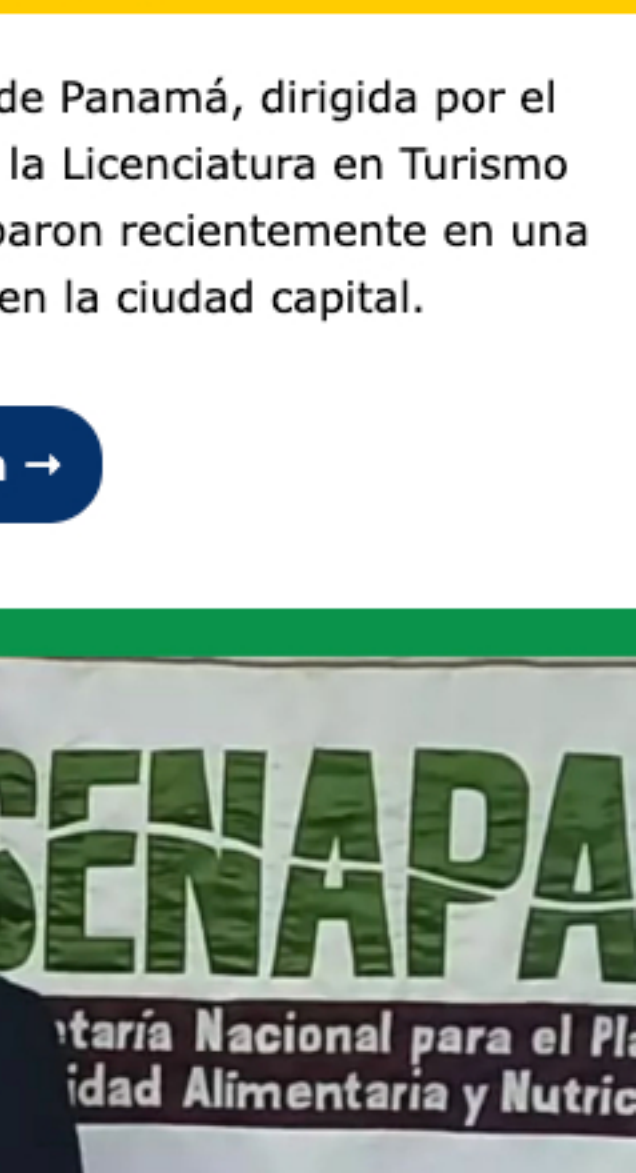 de Panamá, dirigida por el
la Licenciatura en Turismo
paron recientemente en una
en la ciudad capital.
→
SENAPA
taría Nacional para el Pla
idad Alimentaria y Nutric